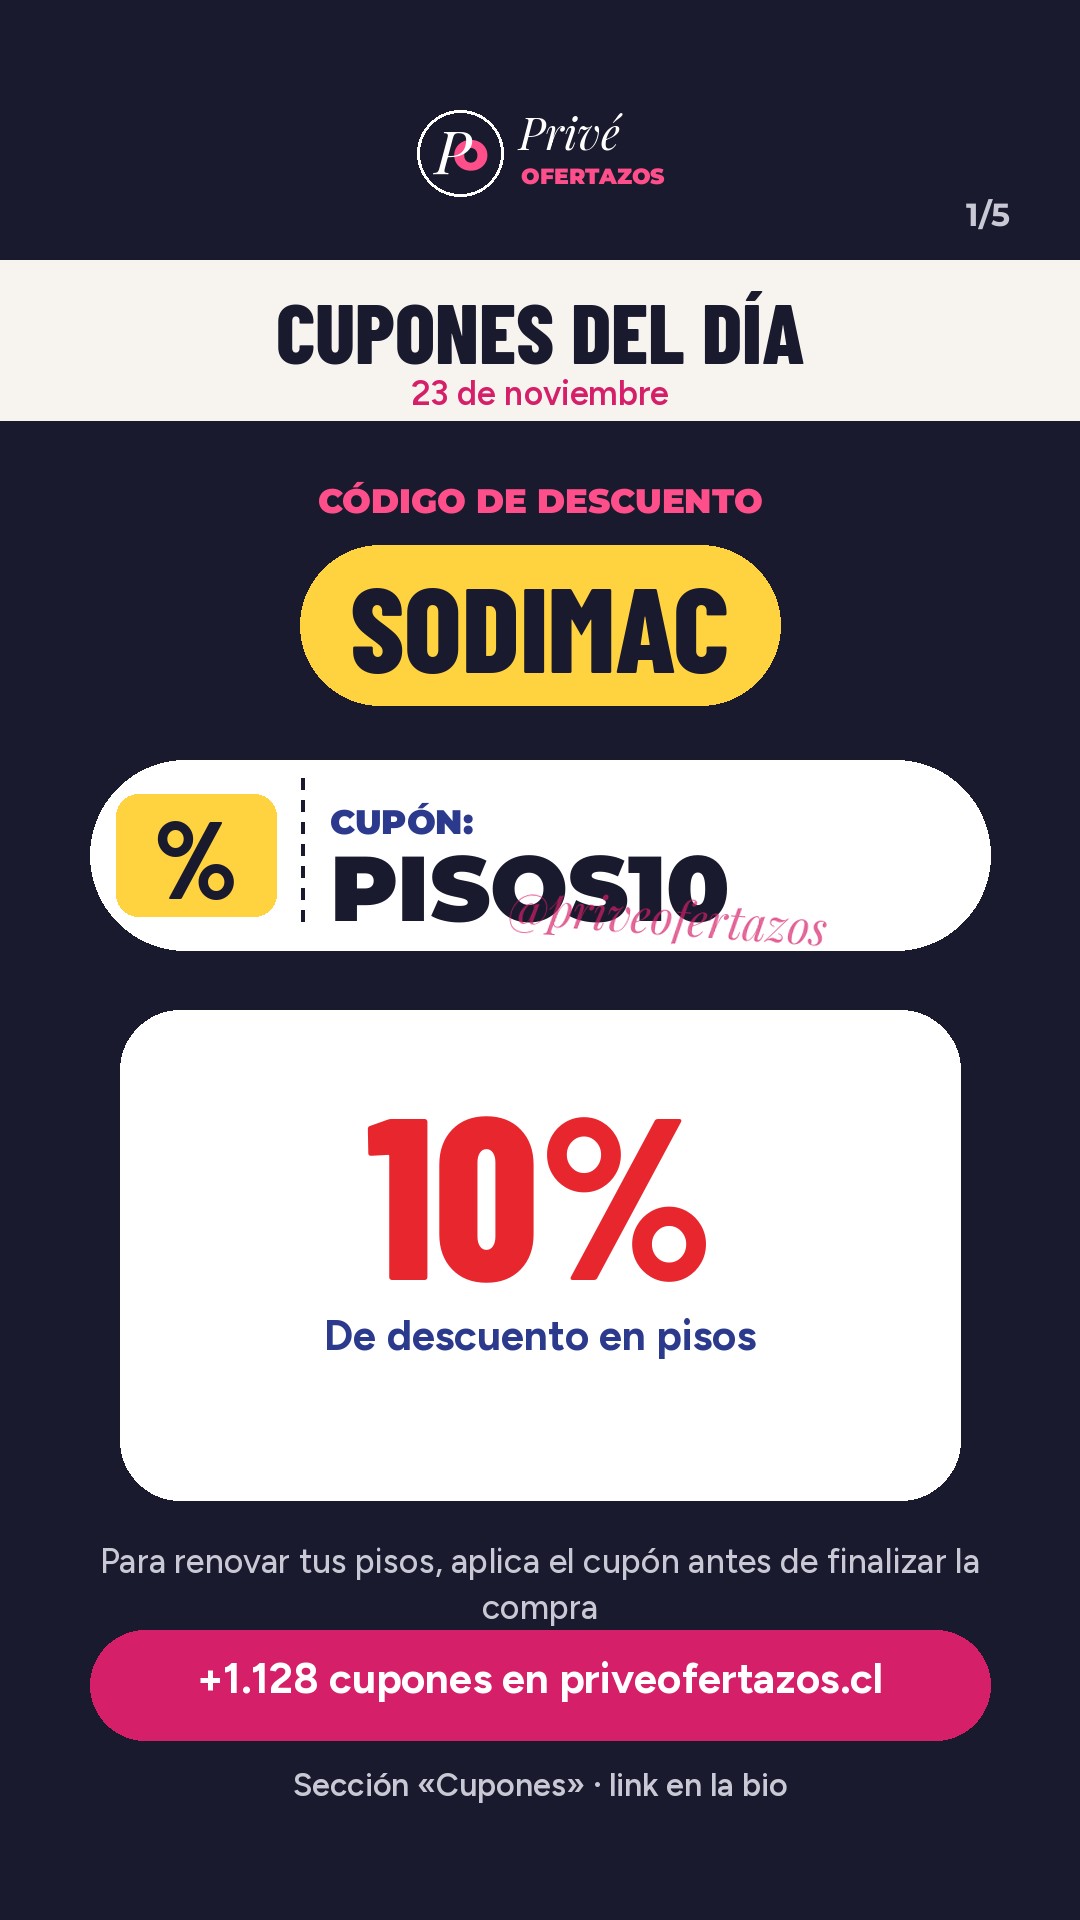 Po
Privé
OFERTAZOS
1/5
CUPONES DEL DÍA
23 de noviembre
CÓDIGO DE DESCUENTO
SODIMAC
%
CUPÓN:
PISOS10
@priveofertazos
10%
De descuento en pisos
Para renovar tus pisos, aplica el cupón antes de finalizar la
compra
+1.128 cupones en priveofertazos.cl
Sección «Cupones» · link en la bio